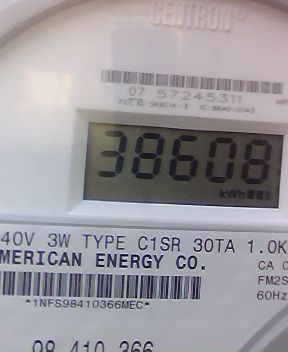 CENTRON
07 57245311
38608
kWh
40V 3W TYPE C1SR 30TA 1.0K
MERICAN ENERGY CO.
CA 0
FM2S
60Hz
*1NFS98410366MEC*
98 410 366